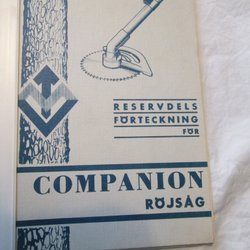 RESERVDELS
FÖRTECKNING
FÖR
COMPANION
RÖJSÅG